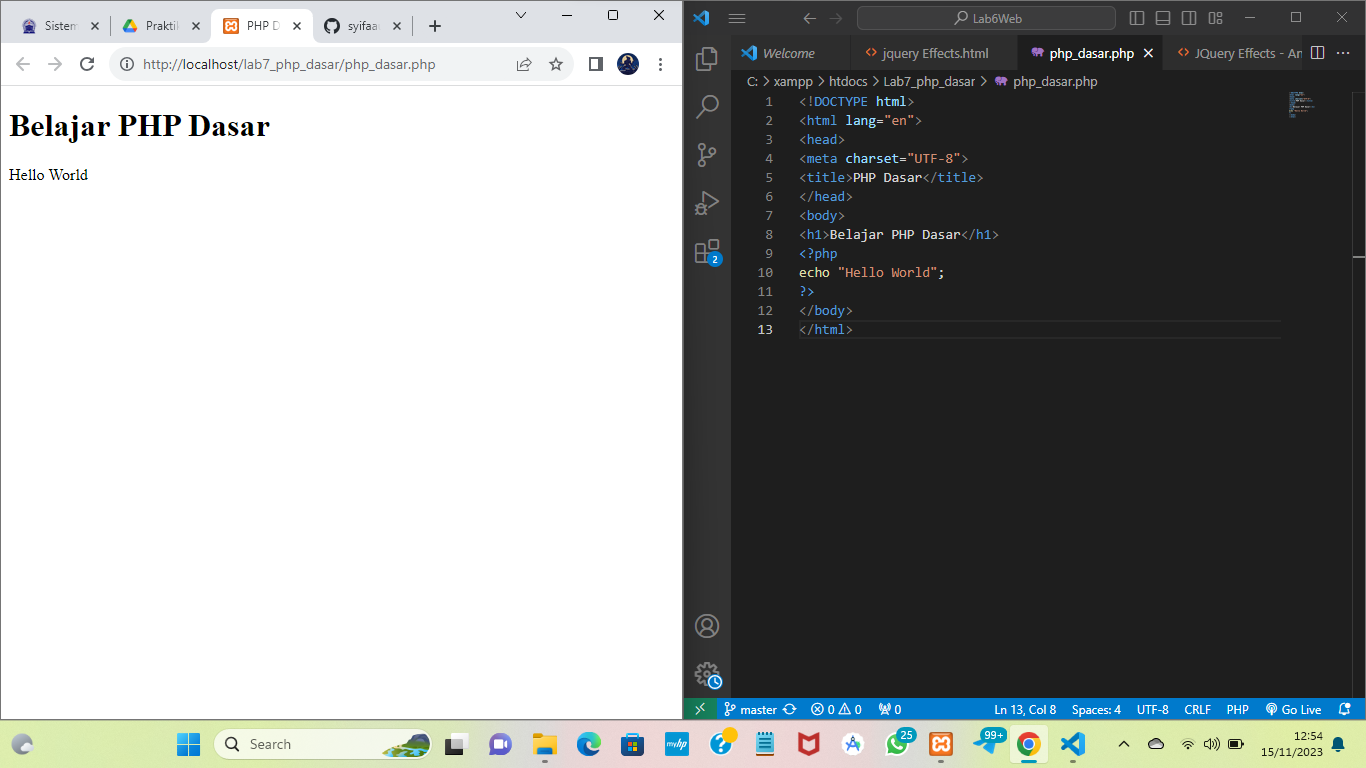 Sistem
Praktik
PHP D
syifaa
http://localhost/lab7_php_dasar/php_dasar.php
Belajar PHP Dasar
Hello World
Lab6Web
Welcome
jquery Effects.html
php_dasar.php
JQuery Effects - An
C: > xampp > htdocs > Lab7_php_dasar > php_dasar.php
1 <!DOCTYPE html>
2 <html lang="en">
3 <head>
4 <meta charset="UTF-8">
5 <title>PHP Dasar</title>
6 </head>
7 <body>
8 <h1>Belajar PHP Dasar</h1>
9 <?php
10 echo "Hello World";
11 ?>
12 </body>
13 </html>
2
master
0 0
0
Ln 13, Col 8
Spaces: 4
UTF-8
CRLF
PHP
Go Live
Search
myhp
25
99+
12:54
15/11/2023